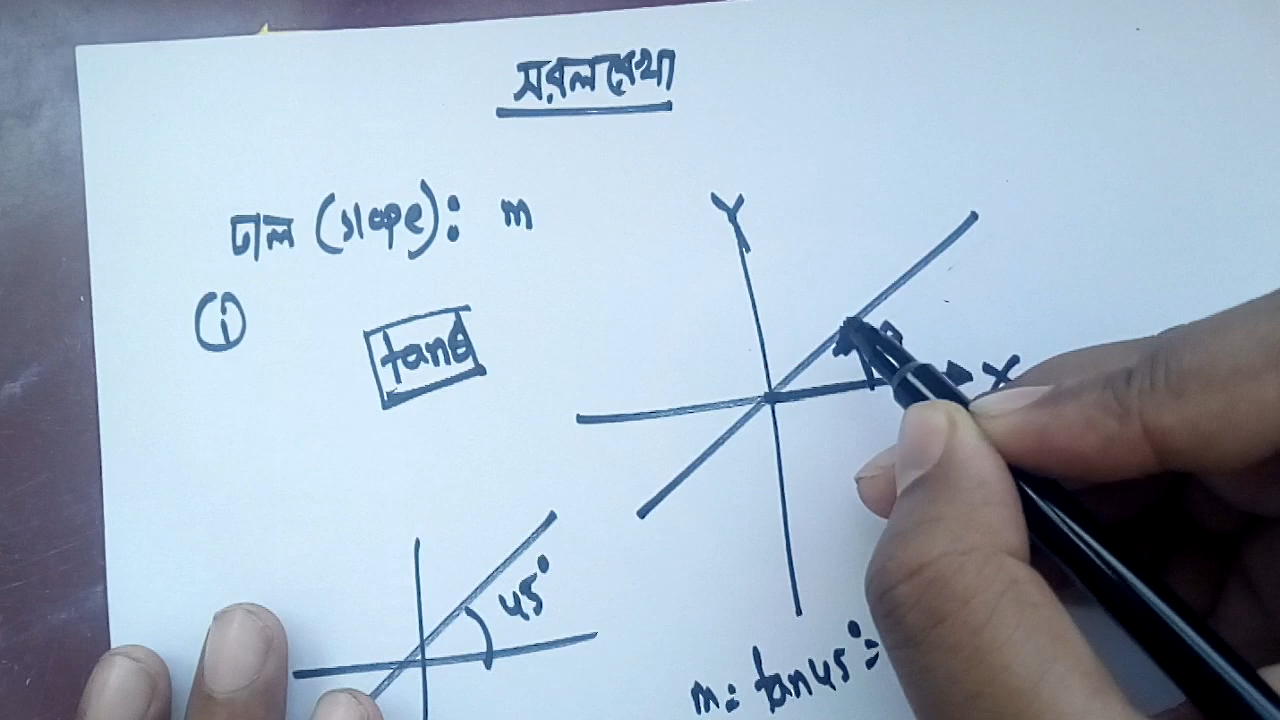 সরলরেখা
ঢাল (slope): m
i
tanθ
Y
X
45°
m = tan45° =